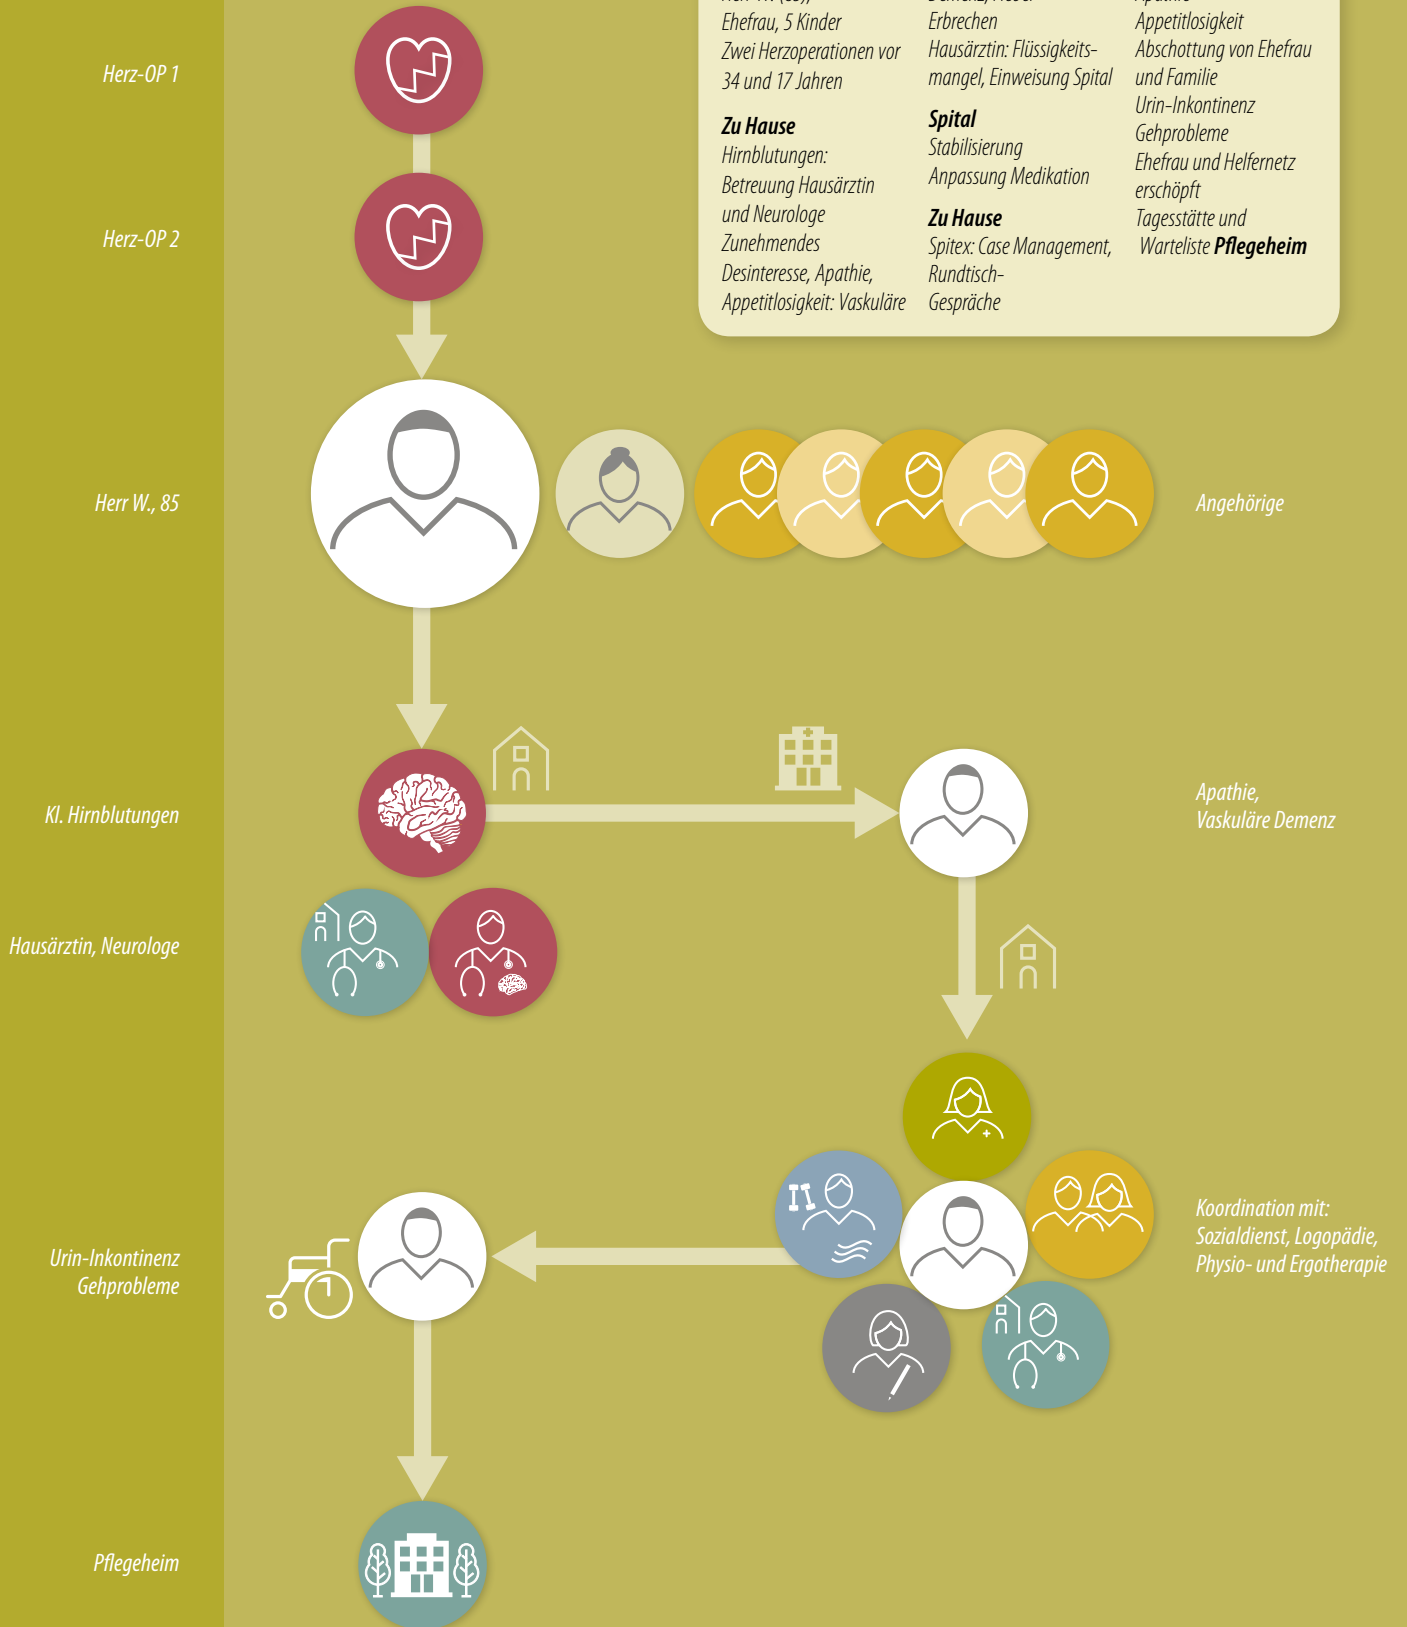 Ehefrau, 5 Kinder
Zwei Herzoperationen vor
34 und 17 Jahren
Zu Hause
Hirnblutungen:
Betreuung Hausärztin
und Neurologe
Zunehmendes
Desinteresse, Apathie,
Appetitlosigkeit: Vaskuläre
Erbrechen
Hausärztin: Flüssigkeits-
mangel, Einweisung Spital
Spital
Stabilisierung
Anpassung Medikation
Zu Hause
Spitex: Case Management,
Rundtisch-
Gespräche
Appetitlosigkeit
Abschottung von Ehefrau
und Familie
Urin-Inkontinenz
Gehprobleme
Ehefrau und Helfernetz
erschöpft
Tagesstätte und
Warteliste Pflegeheim
Herz-OP 1
Herz-OP 2
Herr W., 85
Angehörige
Kl. Hirnblutungen
Apathie,
Vaskuläre Demenz
Hausärztin, Neurologe
Koordination mit:
Sozialdienst, Logopädie,
Physio- und Ergotherapie
Urin-Inkontinenz
Gehprobleme
Pflegeheim